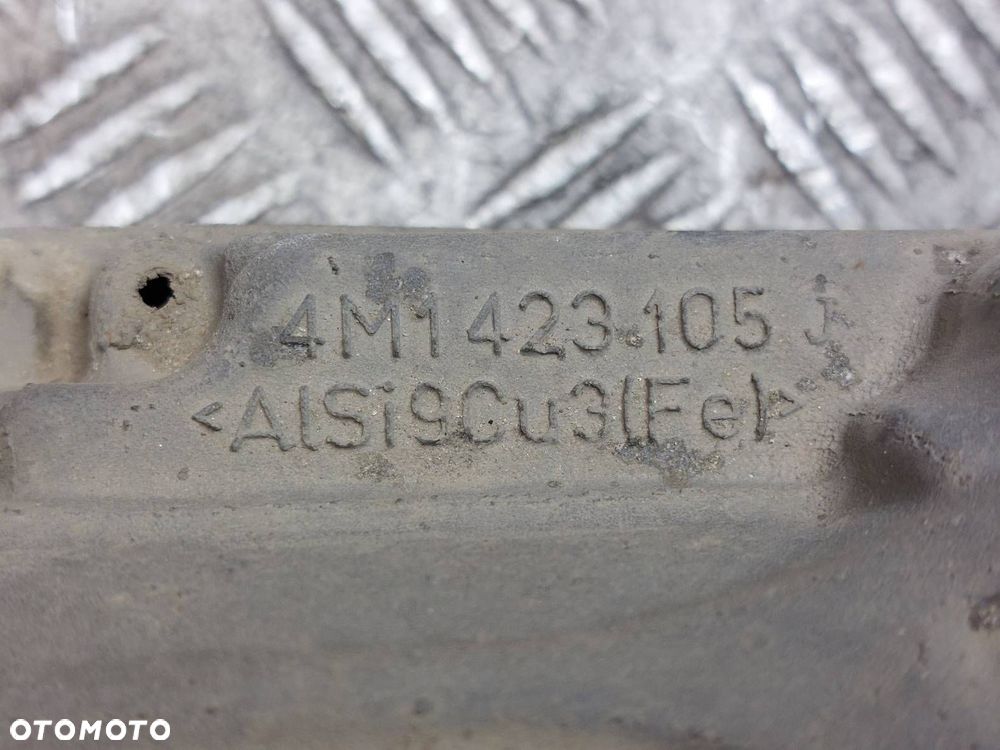 4M1 423 105 J
<AlSi9Cu3(Fe)>
OTOMOTO